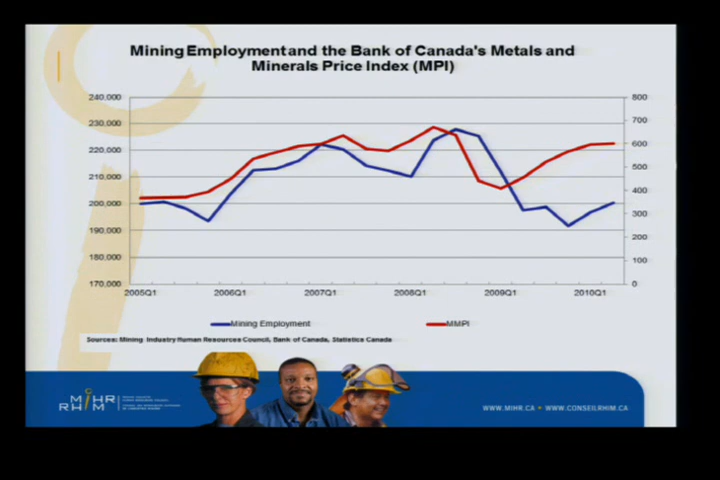 Mining Employment and the Bank of Canada's Metals and
Minerals Price Index (MPI)
240,000
230,000
220,000
210,000
200,000
190,000
180,000
170,000
800
700
600
500
400
300
200
100
0
2005Q1 2006Q1 2007Q1 2008Q1 2009Q1 2010Q1
Mining Employment MMPI
Sources: Mining Industry Human Resources Council, Bank of Canada, Statistics Canada
MiHR
RHiM
WWW.MIHR.CA • WWW.CONSEILRHIM.CA